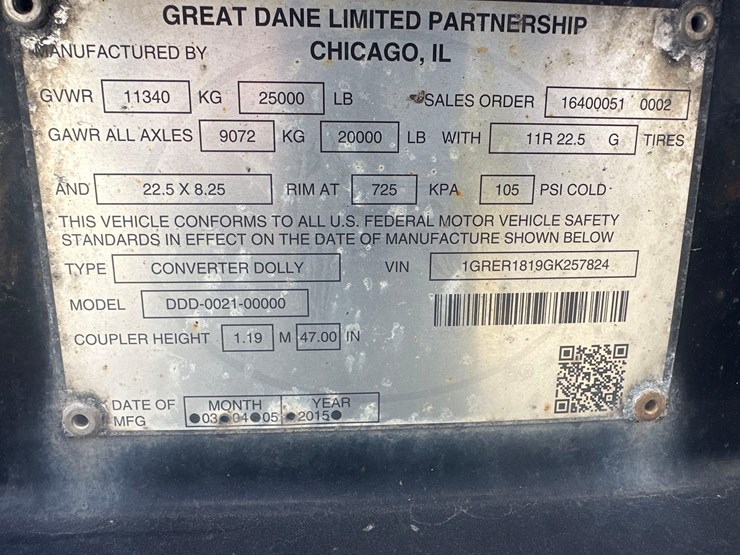 GREAT DANE LIMITED PARTNERSHIP
MANUFACTURED BY CHICAGO, IL
GVWR 11340 KG 25000 LB SALES ORDER 16400051 0002
GAWR ALL AXLES 9072 KG 20000 LB WITH 11R 22.5 G TIRES
AND 22.5 X 8.25 RIM AT 725 KPA 105 PSI COLD
THIS VEHICLE CONFORMS TO ALL U.S. FEDERAL MOTOR VEHICLE SAFETY
STANDARDS IN EFFECT ON THE DATE OF MANUFACTURE SHOWN BELOW
TYPE CONVERTER DOLLY VIN 1GRER1819GK257824
MODEL DDD-0021-00000
COUPLER HEIGHT 1.19 M 47.00 IN
DATE OF MFG MONTH YEAR
03 04 05 2015